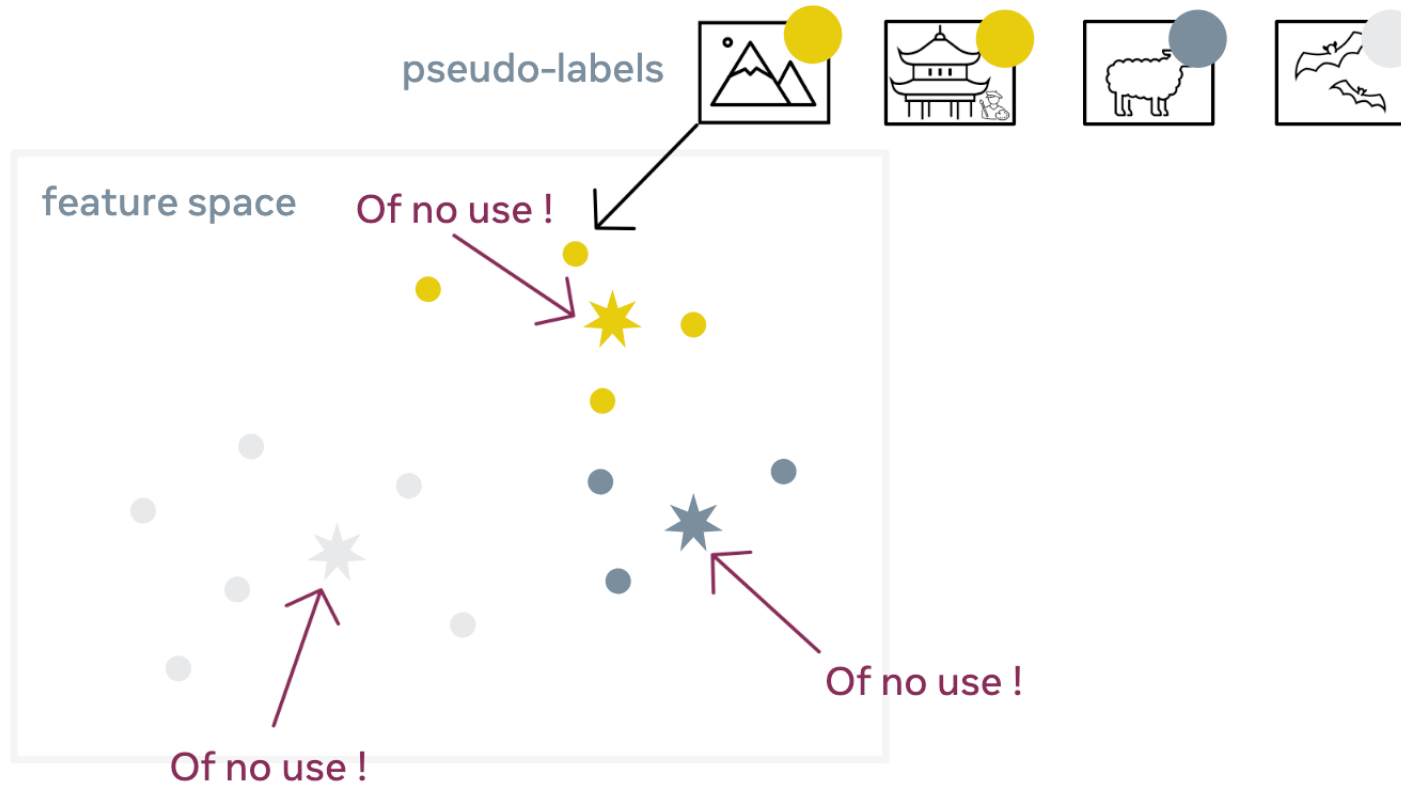 pseudo-labels
feature space
Of no use !
Of no use !
Of no use !